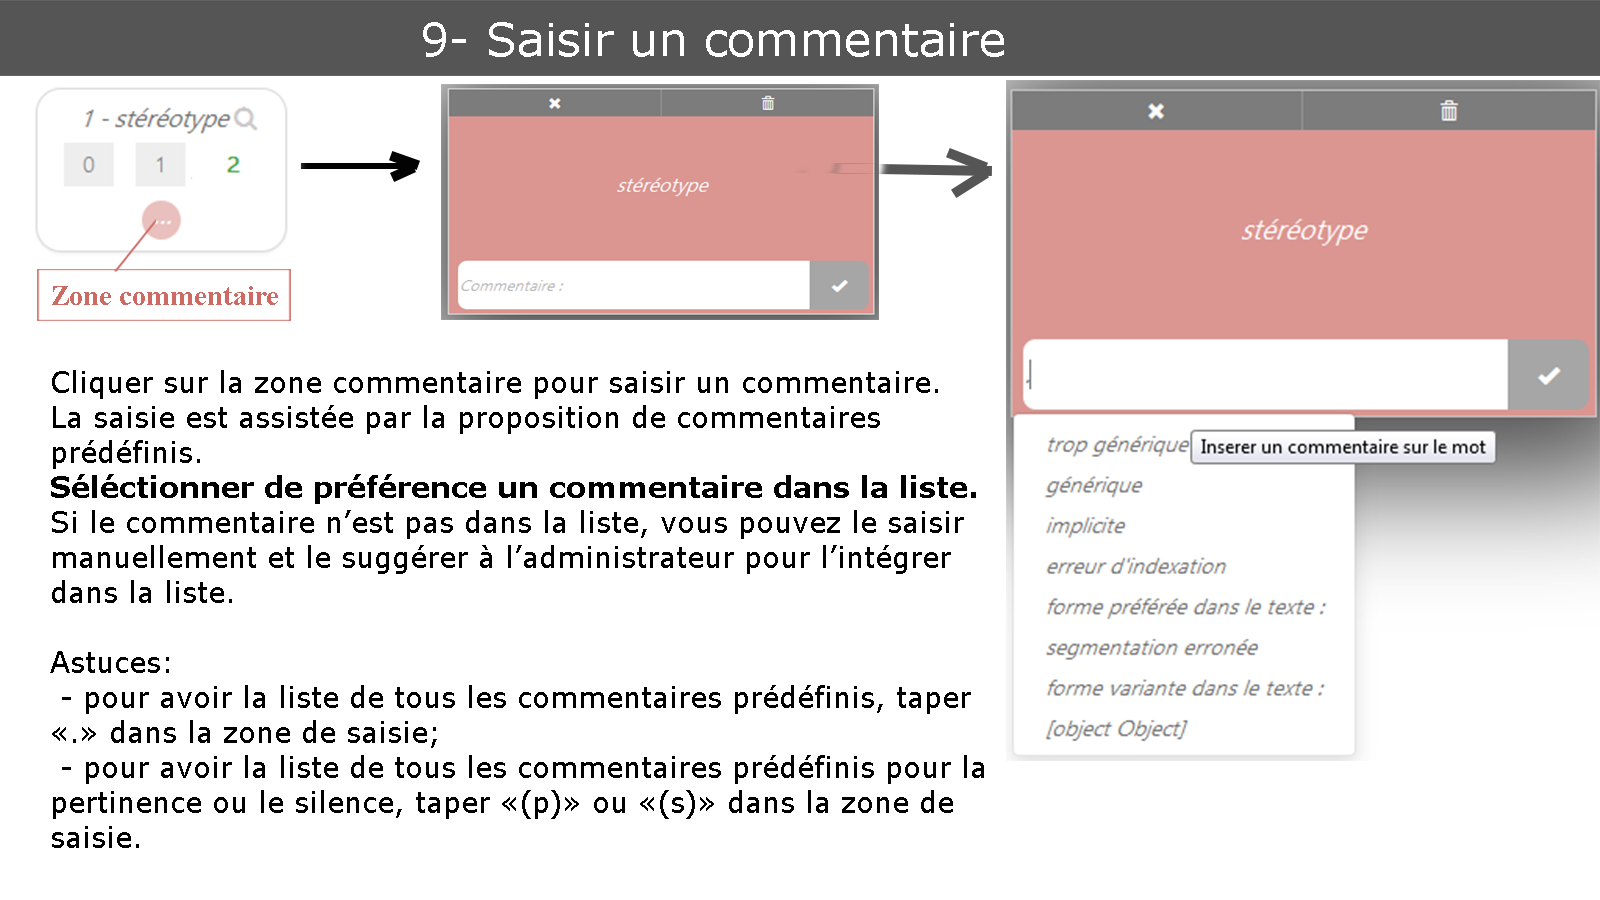 9- Saisir un commentaire
1 - stéréotype
0 1 2
...
Zone commentaire
stéréotype
Commentaire :
stéréotype
.
trop générique
Inserer un commentaire sur le mot
générique
implicite
erreur d'indexation
forme préférée dans le texte :
segmentation erronée
forme variante dans le texte :
[object Object]
Cliquer sur la zone commentaire pour saisir un commentaire.
La saisie est assistée par la proposition de commentaires
prédéfinis.
Séléctionner de préférence un commentaire dans la liste.
Si le commentaire n’est pas dans la liste, vous pouvez le saisir
manuellement et le suggérer à l’administrateur pour l’intégrer
dans la liste.
Astuces:
- pour avoir la liste de tous les commentaires prédéfinis, taper
«.» dans la zone de saisie;
- pour avoir la liste de tous les commentaires prédéfinis pour la
pertinence ou le silence, taper «(p)» ou «(s)» dans la zone de
saisie.